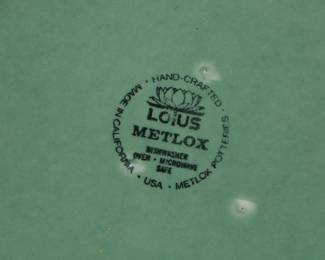 · HAND-CRAFTED · METLOX POTTERIES · USA · MADE IN CALIFORNIA
LOTUS
METLOX
DISHWASHER
OVEN · MICROWAVE
SAFE